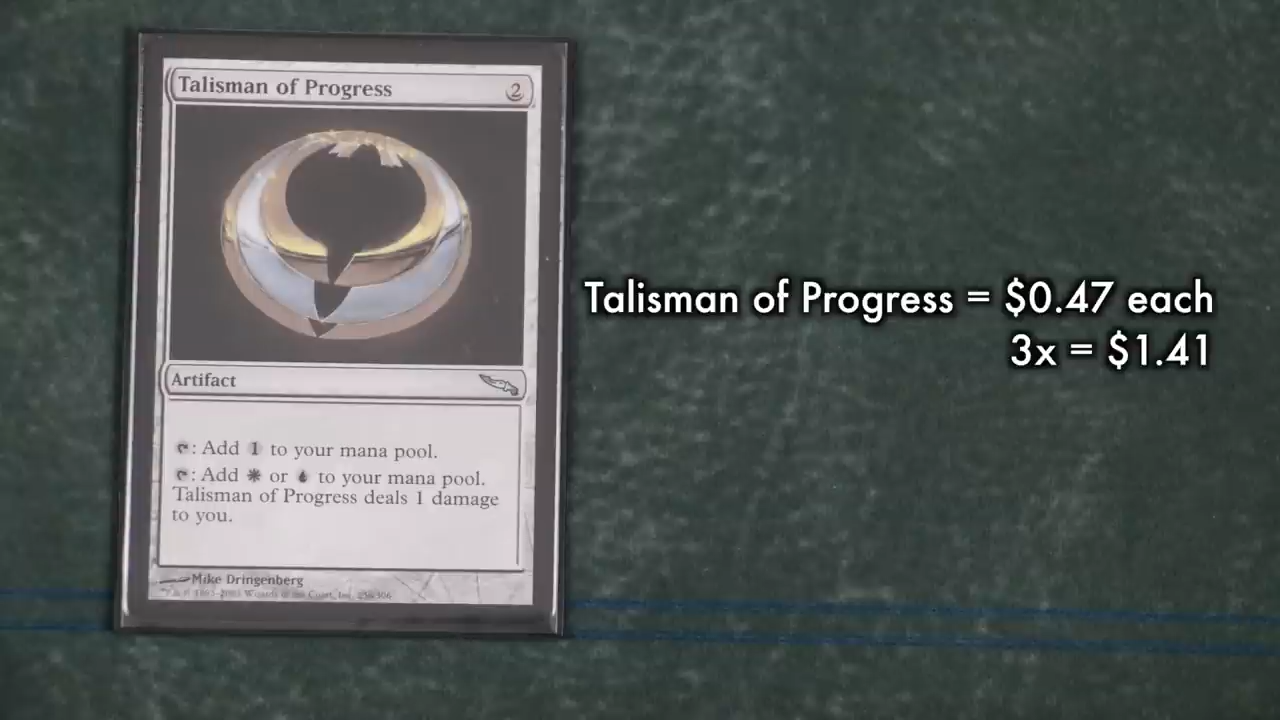 Talisman of Progress 2
Artifact
: Add 1 to your mana pool.
: Add or to your mana pool.
Talisman of Progress deals 1 damage
to you.
Mike Dringenberg
Talisman of Progress = $0.47 each
3x = $1.41